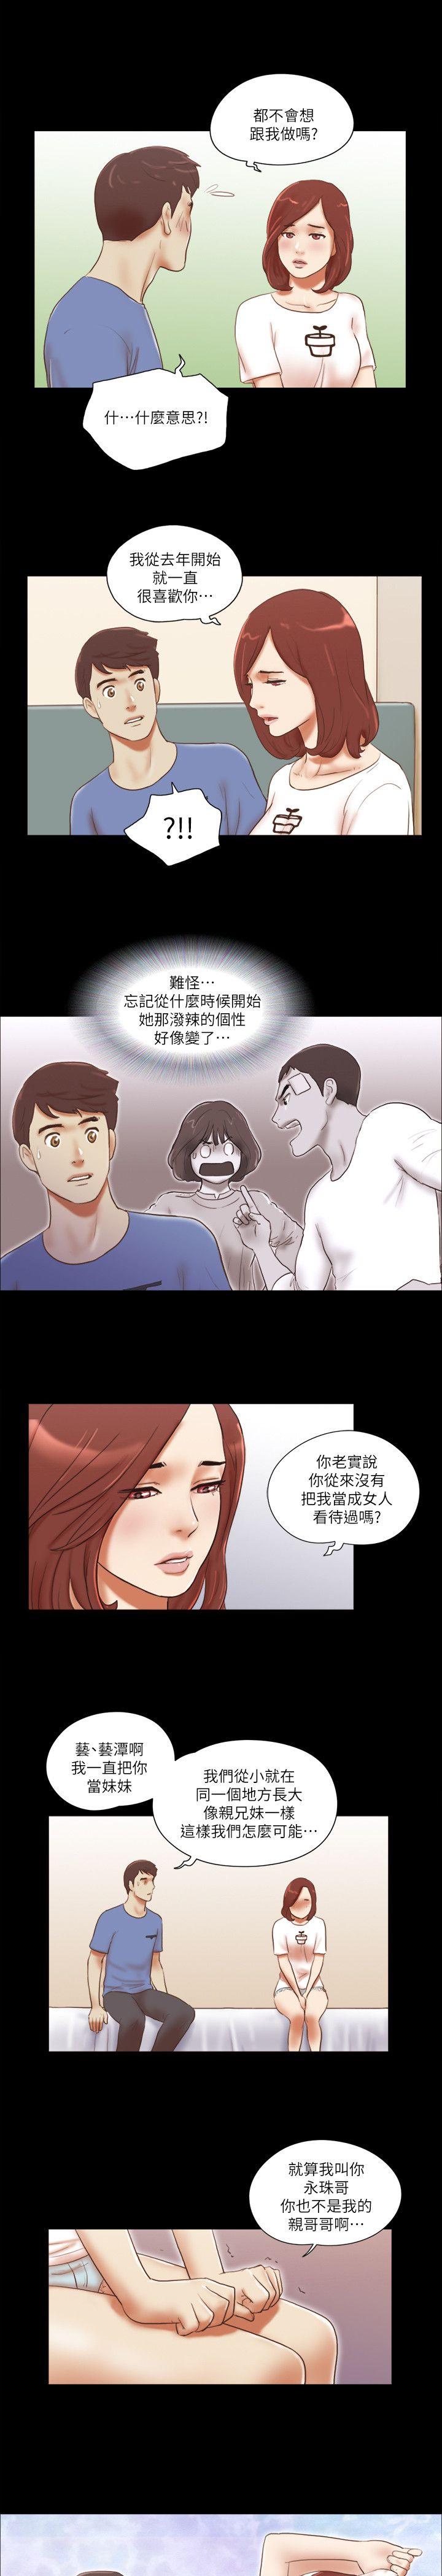 都不會想
跟我做嗎?
什⋯什麼意思?!
我從去年開始
就一直
很喜歡你⋯
?!!
難怪⋯
忘記從什麼時候開始
她那潑辣的個性
好像變了⋯
你老實說
你從來沒有
把我當成女人
看待過嗎?
藝、藝潭啊
我一直把你
當妹妹
我們從小就在
同一個地方長大
像親兄妹一樣
這樣我們怎麼可能⋯
就算我叫你
永珠哥
你也不是我的
親哥哥啊⋯